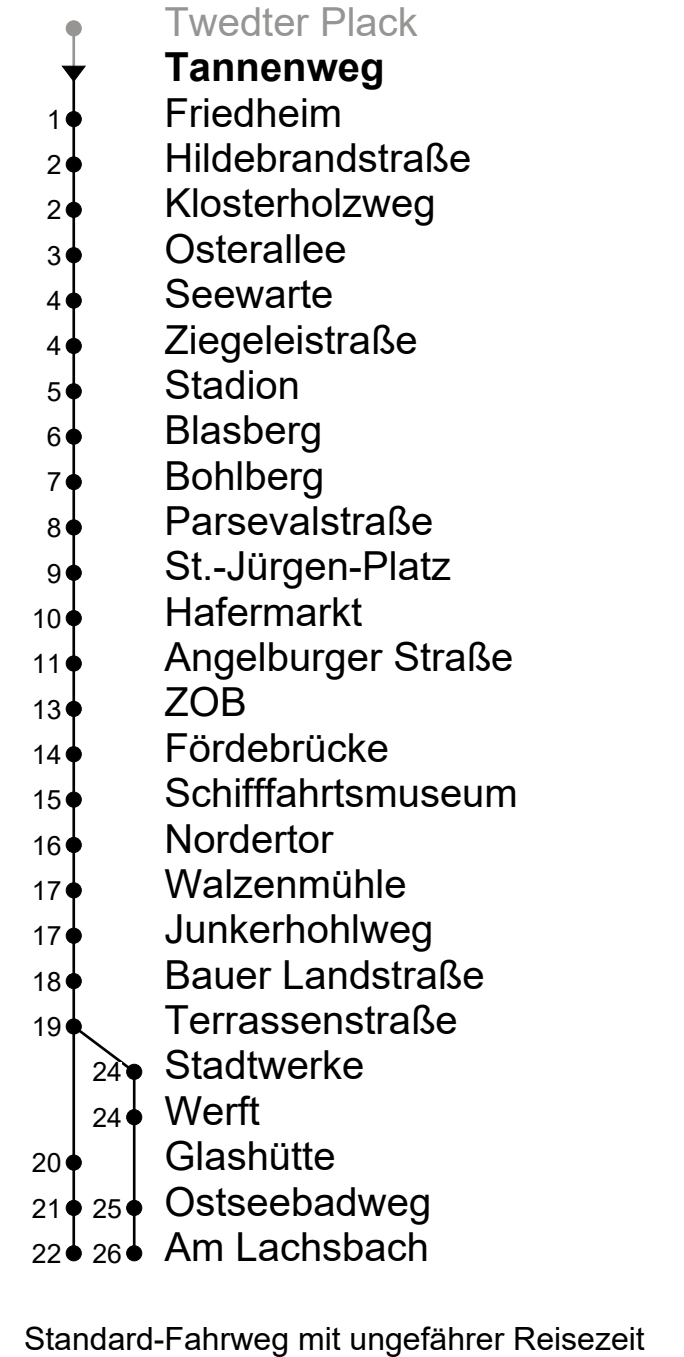 Twedter Plack
Tannenweg
1 Friedheim
2 Hildebrandstraße
2 Klosterholzweg
3 Osterallee
4 Seewarte
4 Ziegeleistraße
5 Stadion
6 Blasberg
7 Bohlberg
8 Parsevalstraße
9 St.-Jürgen-Platz
10 Hafermarkt
11 Angelburger Straße
13 ZOB
14 Fördebrücke
15 Schifffahrtsmuseum
16 Nordertor
17 Walzenmühle
17 Junkerhohlweg
18 Bauer Landstraße
19 Terrassenstraße
24 Stadtwerke
24 Werft
20 Glashütte
21 25 Ostseebadweg
22 26 Am Lachsbach
Standard-Fahrweg mit ungefährer Reisezeit